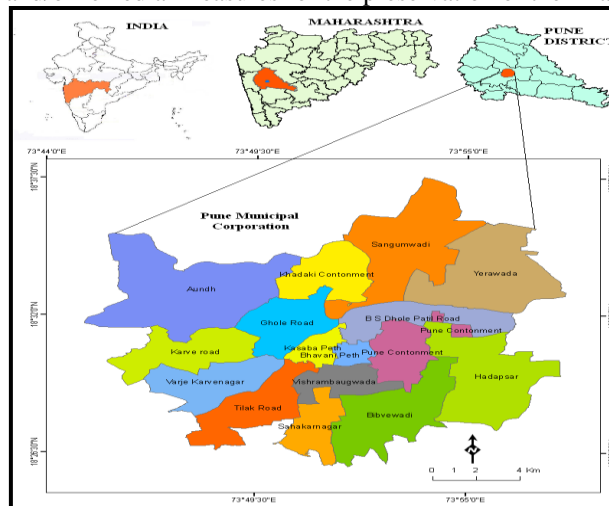 INDIA
MAHARASHTRA
PUNE
DISTRICT
73°44'0"E
73°49'30"E
73°55'0"E
Pune Municipal
Corporation
Sangumwadi
Khadaki Contonment
Yerawada
Aundh
Ghole Road
B S Dhole Patil Road
Pune Contonment
Karve road
Kasaba Peth
Bhavani Peth
Pune Contonment
Hadapsar
Varje Karvenagar
Vishrambaugwada
Tilak Road
Bibvewadi
Sahakarnagar
N
0 1 2 4 Km
73°49'30"E
73°55'0"E